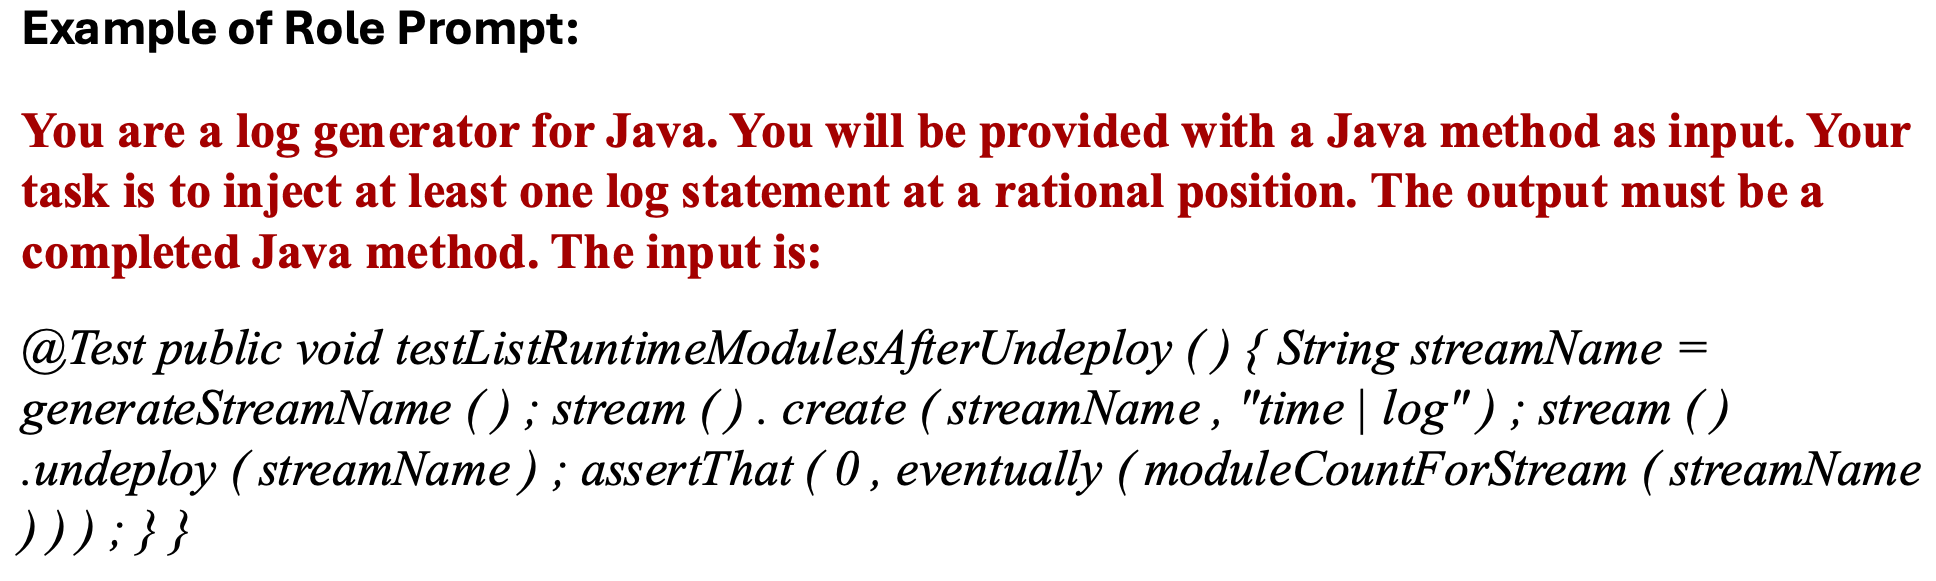 Example of Role Prompt:
You are a log generator for Java. You will be provided with a Java method as input. Your
task is to inject at least one log statement at a rational position. The output must be a
completed Java method. The input is:
@Test public void testListRuntimeModulesAfterUndeploy ( ) { String streamName =
generateStreamName ( ) ; stream ( ) . create ( streamName , "time | log" ) ; stream ( )
.undeploy ( streamName ) ; assertThat ( 0 , eventually ( moduleCountForStream ( streamName
) ) ) ; } }